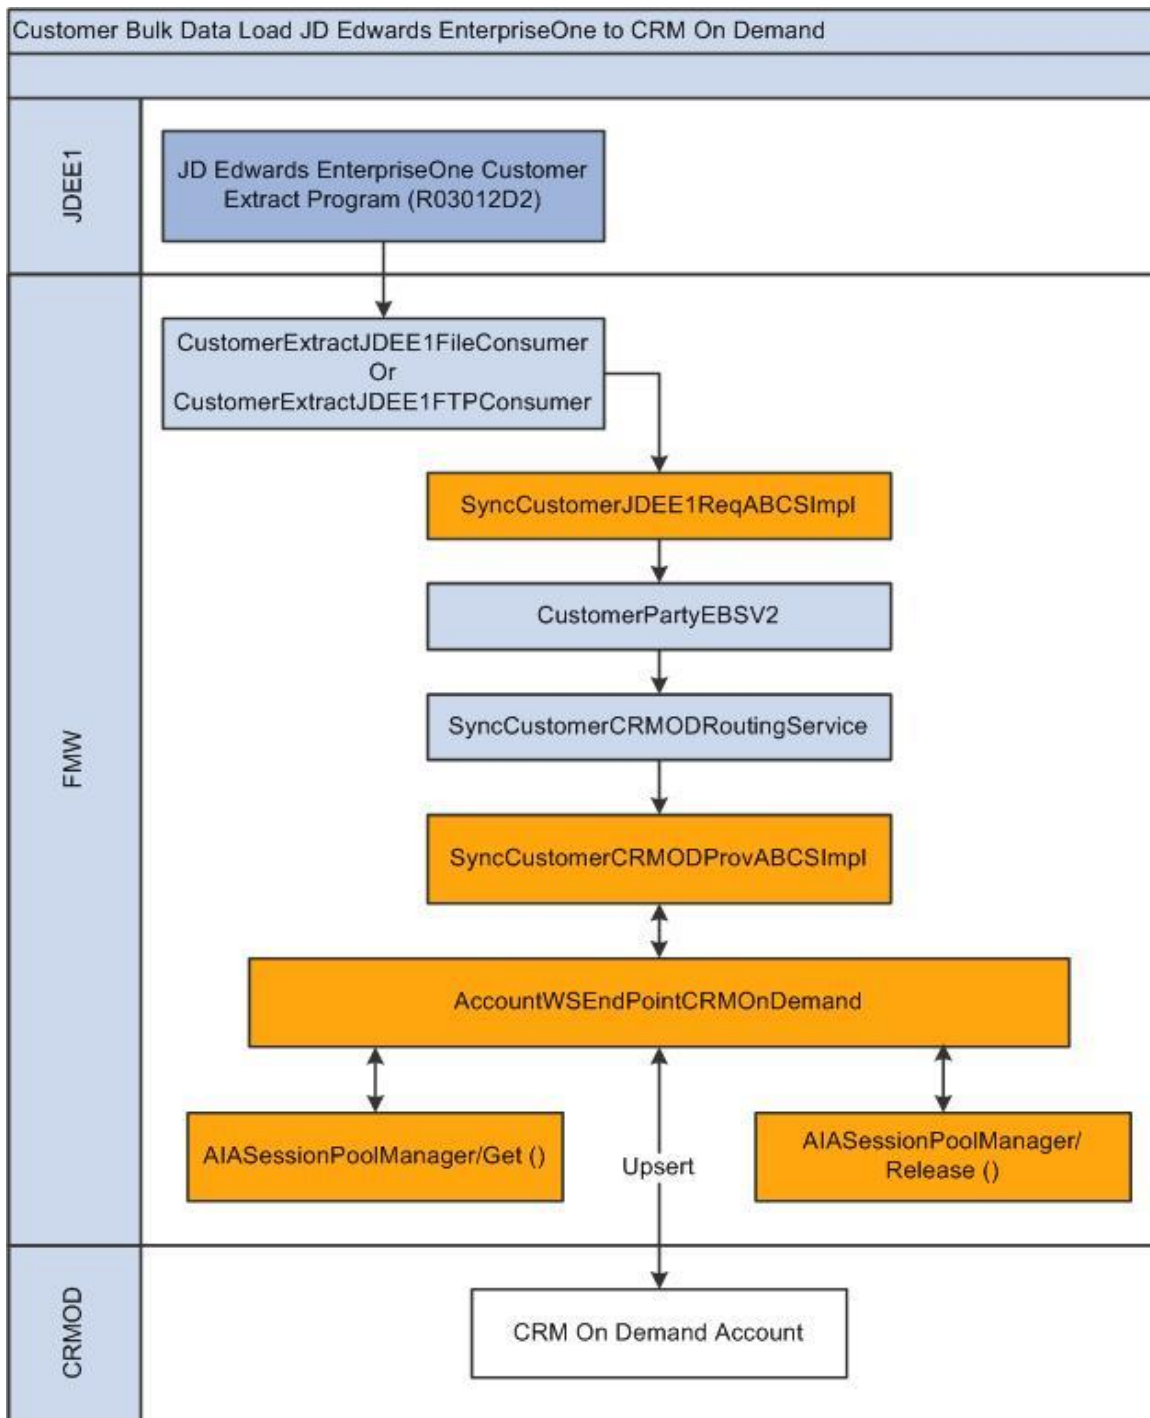 Customer Bulk Data Load JD Edwards EnterpriseOne to CRM On Demand
JDEE1
JD Edwards EnterpriseOne Customer
Extract Program (R03012D2)
FMW
CustomerExtractJDEE1FileConsumer
Or
CustomerExtractJDEE1FTPConsumer
SyncCustomerJDEE1ReqABCSImpl
CustomerPartyEBSV2
SyncCustomerCRMODRoutingService
SyncCustomerCRMODProvABCSImpl
AccountWSEndPointCRMOnDemand
AIASessionPoolManager/Get ()
Upsert
AIASessionPoolManager/
Release ()
CRMOD
CRM On Demand Account